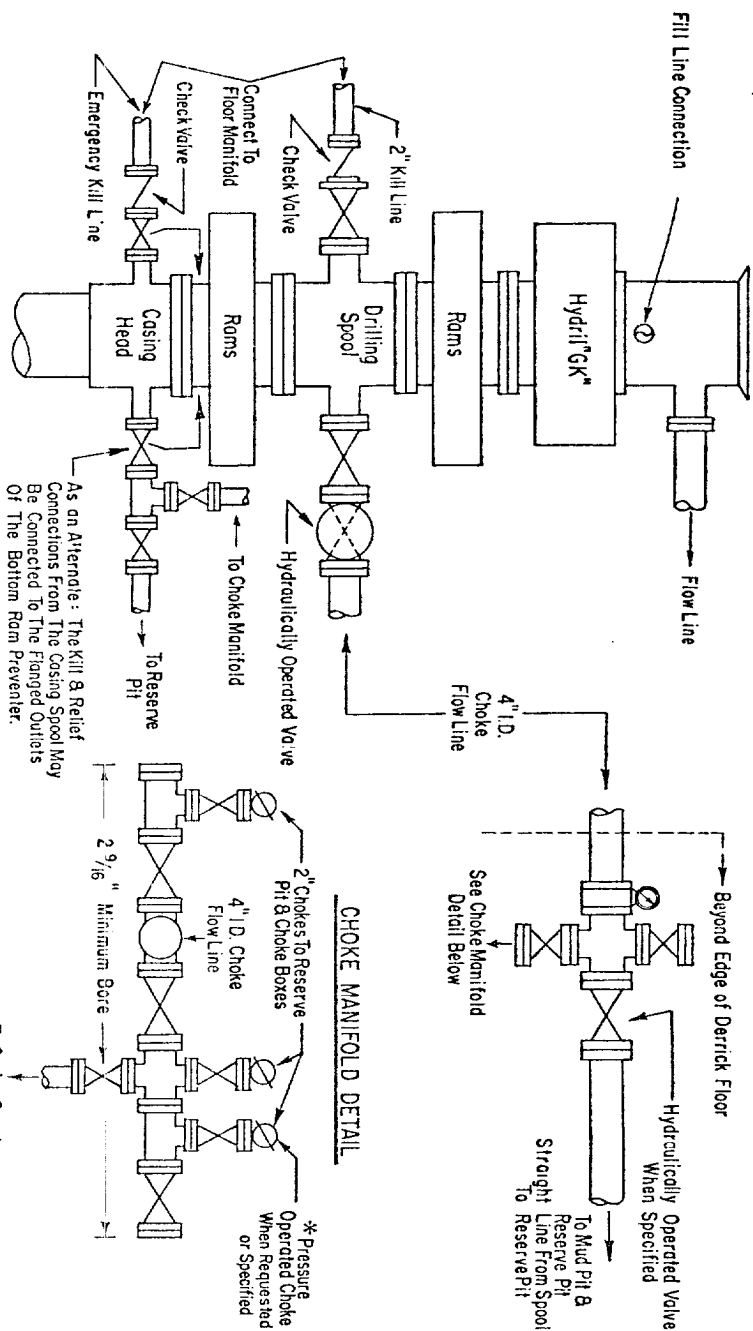 Fill Line Connection
Flow Line
Hydril "GK"
Rams
2" Kill Line
Check Valve
Drilling
Spool
Hydraulically Operated Valve
Connect To
Floor Manifold
Rams
Check Valve
Emergency Kill Line
Casing
Head
To Choke Manifold
To Reserve
Pit
As an Alternate: The Kill & Relief
Connections From The Casing Spool May
Be Connected To The Flanged Outlets
Of The Bottom Ram Preventer.
4" I.D.
Choke
Flow Line
Beyond Edge of Derrick Floor
Hydraulically Operated Valve
When Specified
To Mud Pit &
Reserve Pit
Straight Line From Spool
To Reserve Pit
See Choke Manifold
Detail Below
CHOKE MANIFOLD DETAIL
2" Chokes To Reserve
Pit & Choke Boxes
4" I.D. Choke
Flow Line
2 9/16" Minimum Bore
*Pressure
Operated Choke
When Requested
or Specified